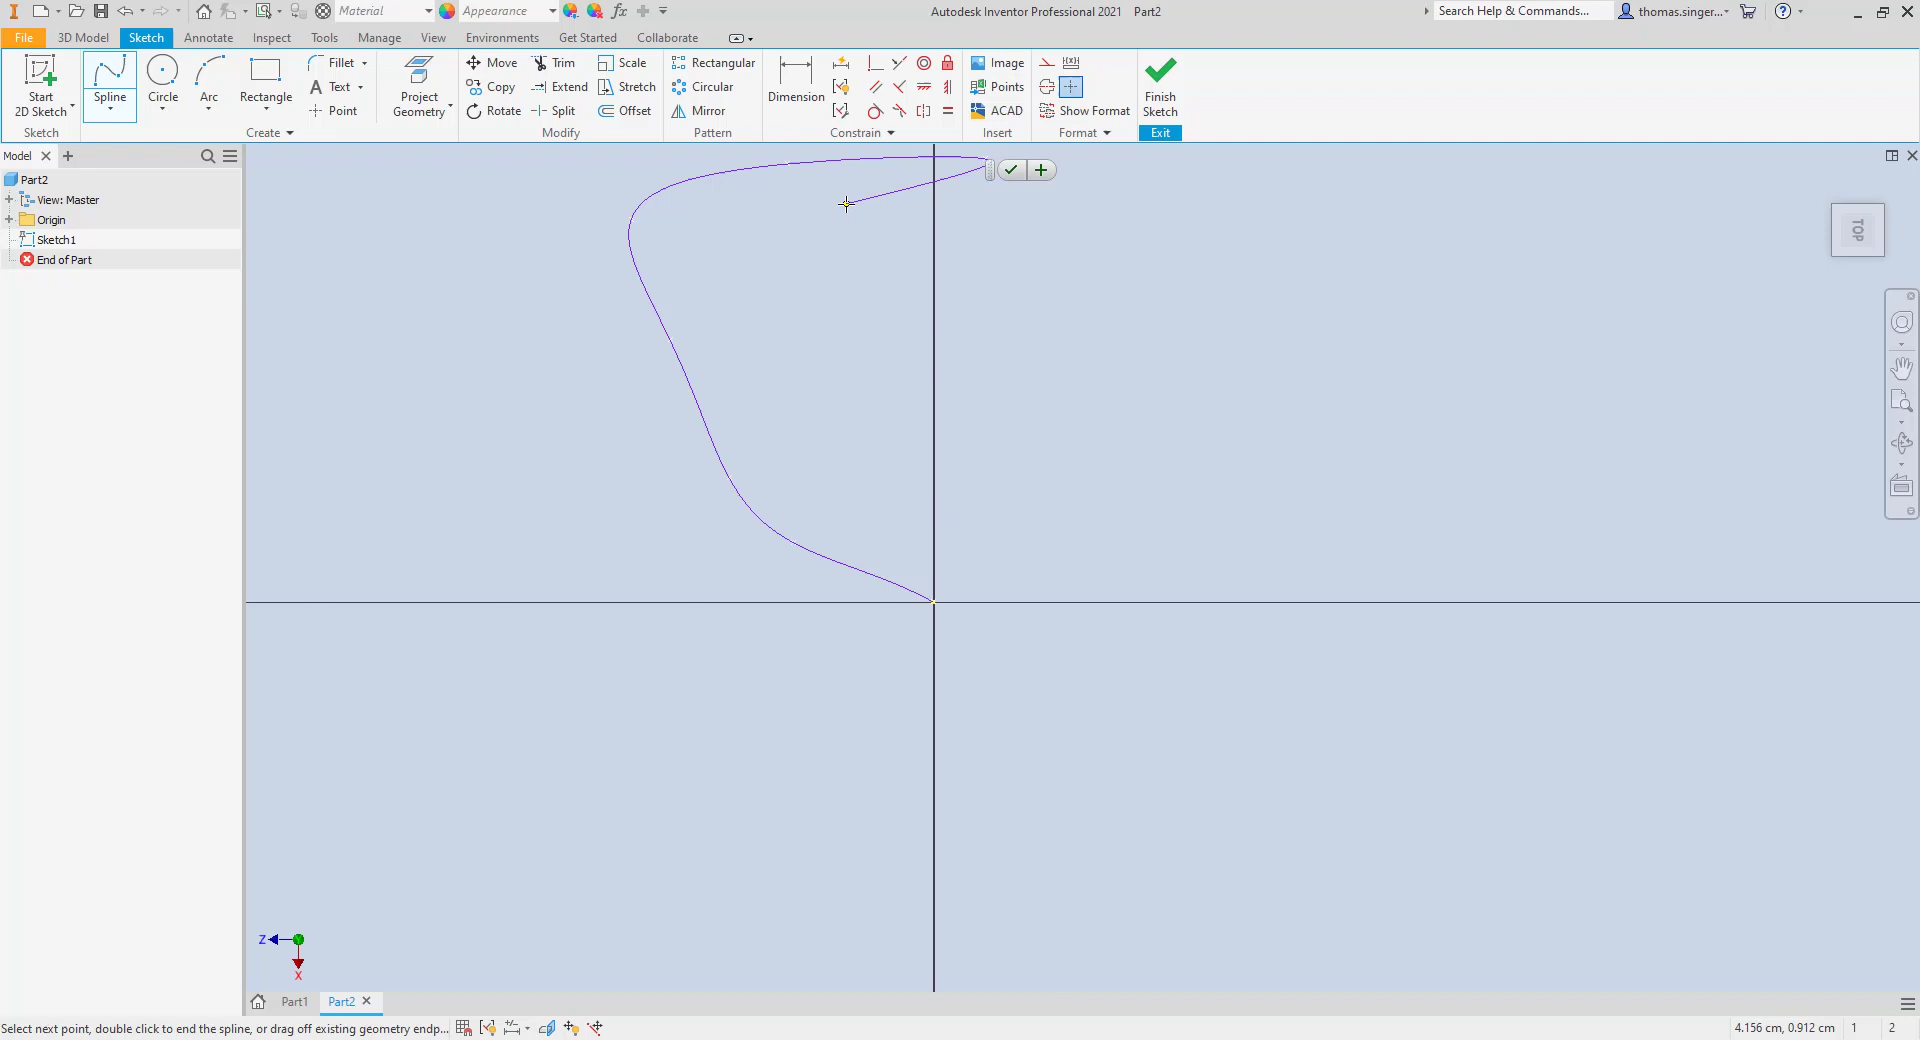 Material Appearance fx Autodesk Inventor Professional 2021 Part2 Search Help & Commands... thomas.singer...
File 3D Model Sketch Annotate Inspect Tools Manage View Environments Get Started Collaborate
Start 2D Sketch
Spline
Circle
Arc
Rectangle
Fillet
Text
Point
Project Geometry
Move Trim Scale
Copy Extend Stretch
Rotate Split Offset
Rectangular
Circular
Mirror
Dimension
Image
Points
ACAD
Show Format
Finish Sketch
Sketch Create Modify Pattern Constrain Insert Format Exit
Model
Part2
View: Master
Origin
Sketch1
End of Part
TOP
Z
X
Part1 Part2
Select next point, double click to end the spline, or drag off existing geometry endp... 4.156 cm, 0.912 cm 1 2